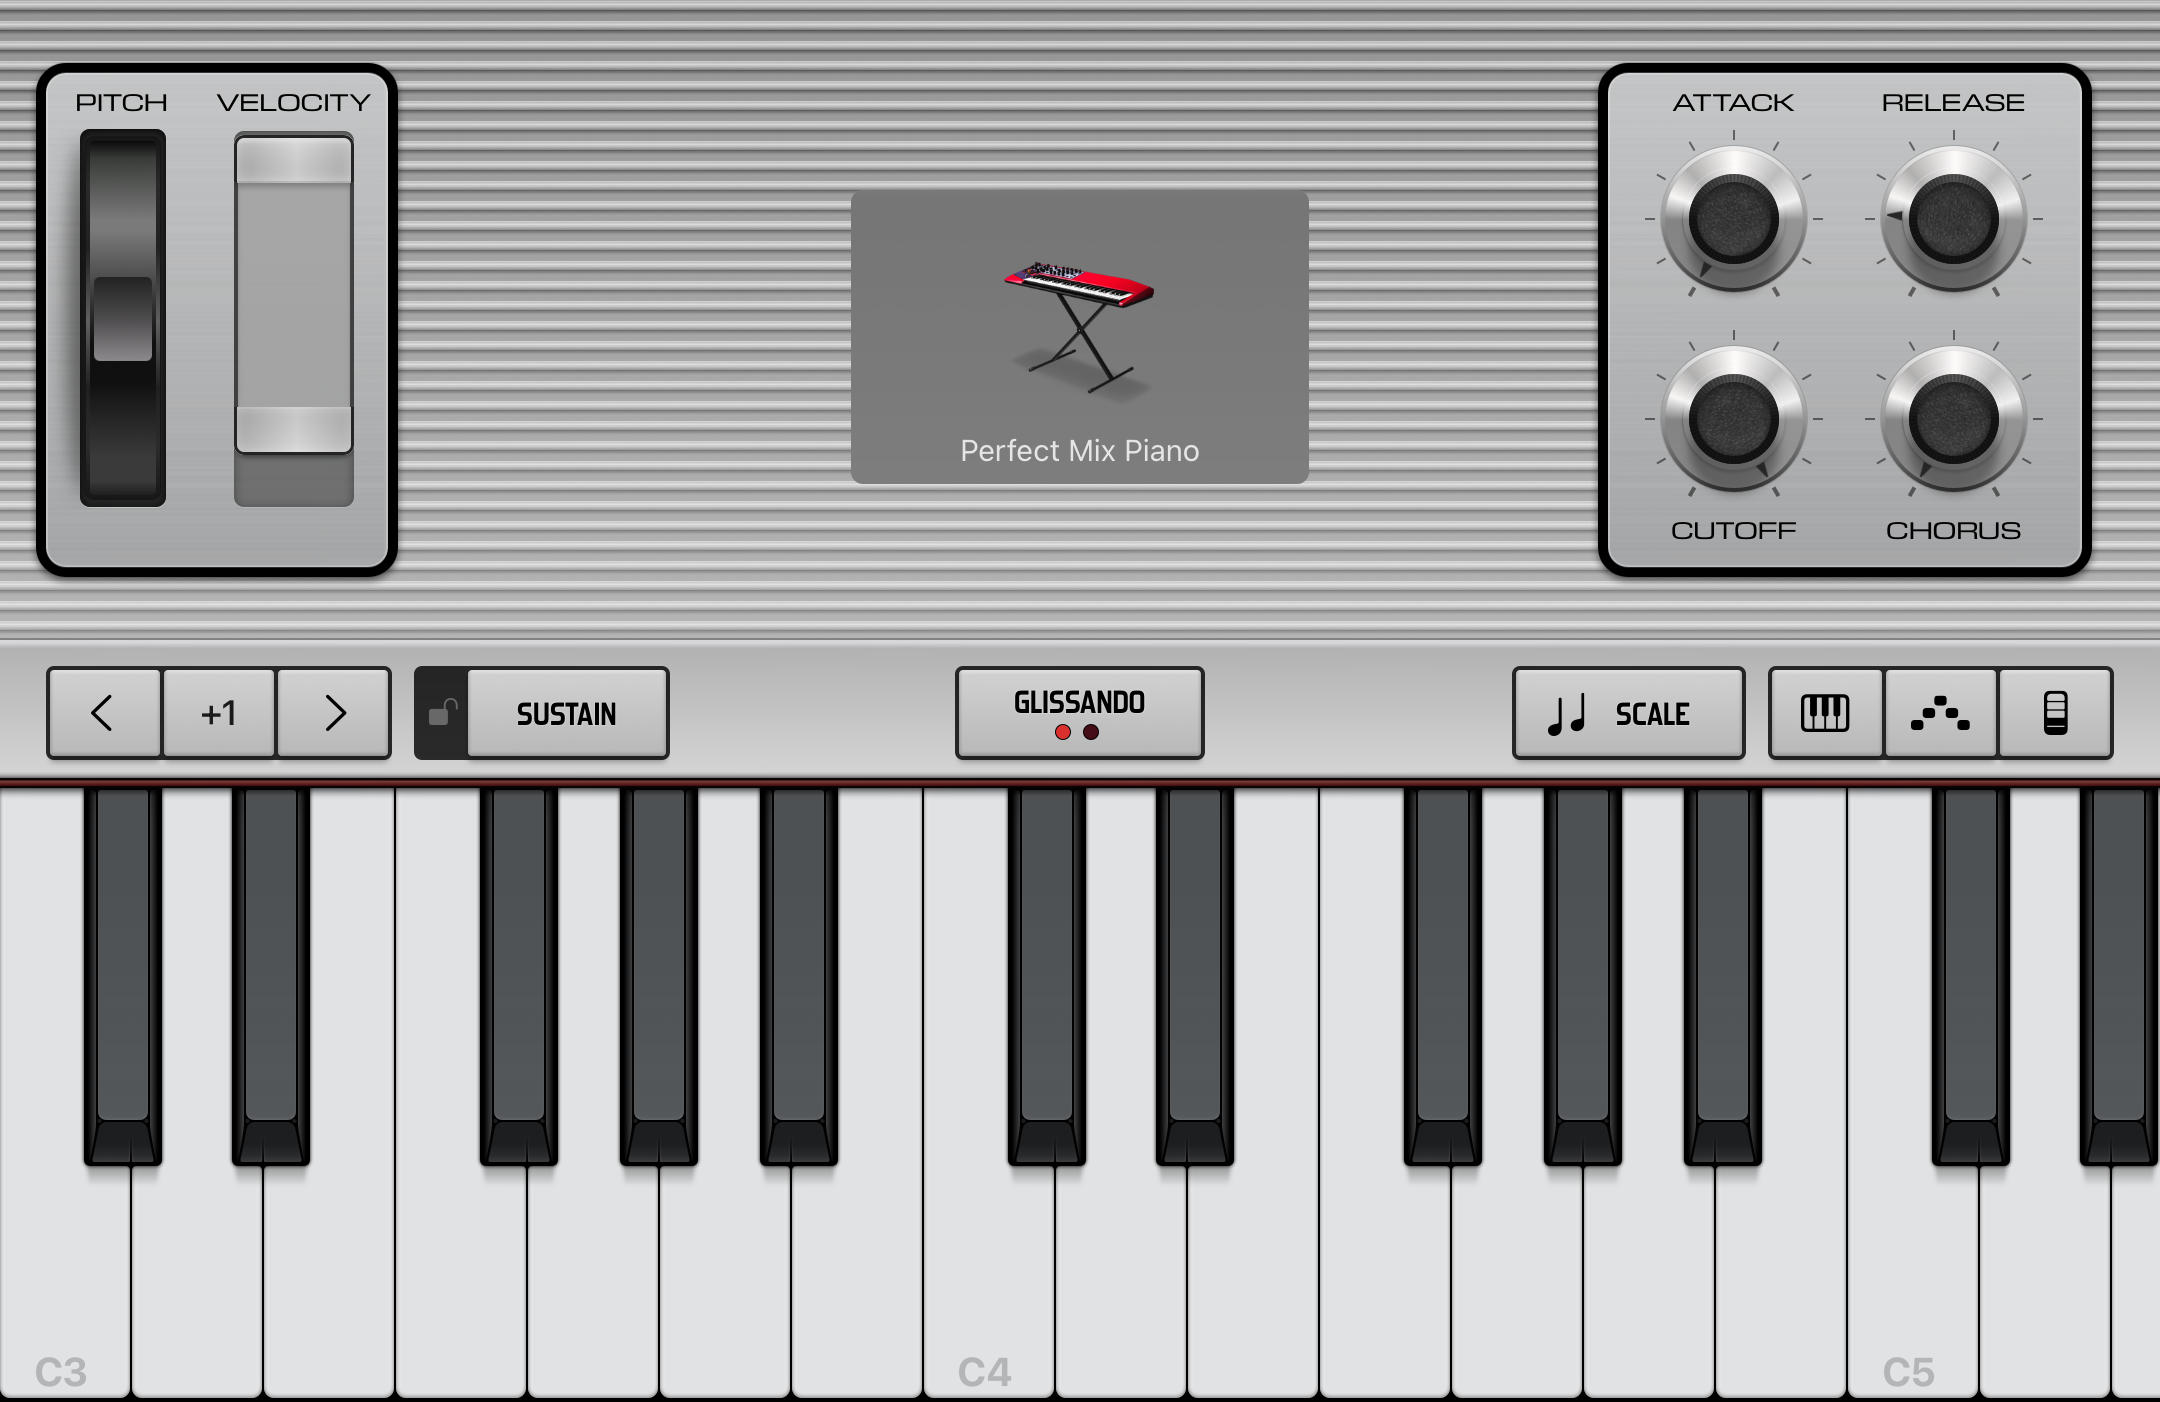 PITCH VELOCITY
ATTACK RELEASE
Perfect Mix Piano
CUTOFF CHORUS
+1
SUSTAIN
GLISSANDO
SCALE
C3 C4 C5